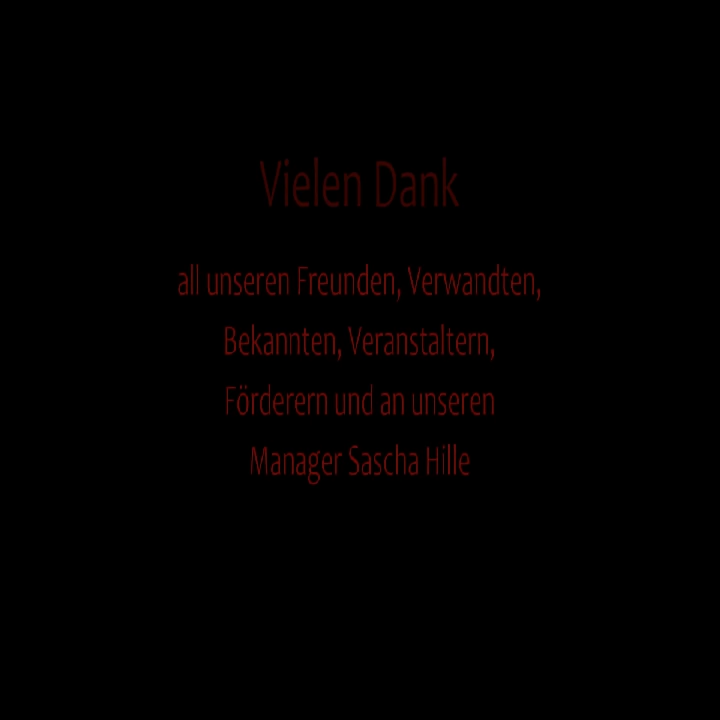 Vielen Dank
all unseren Freunden, Verwandten,
Bekannten, Veranstaltern,
Förderern und an unseren
Manager Sascha Hille